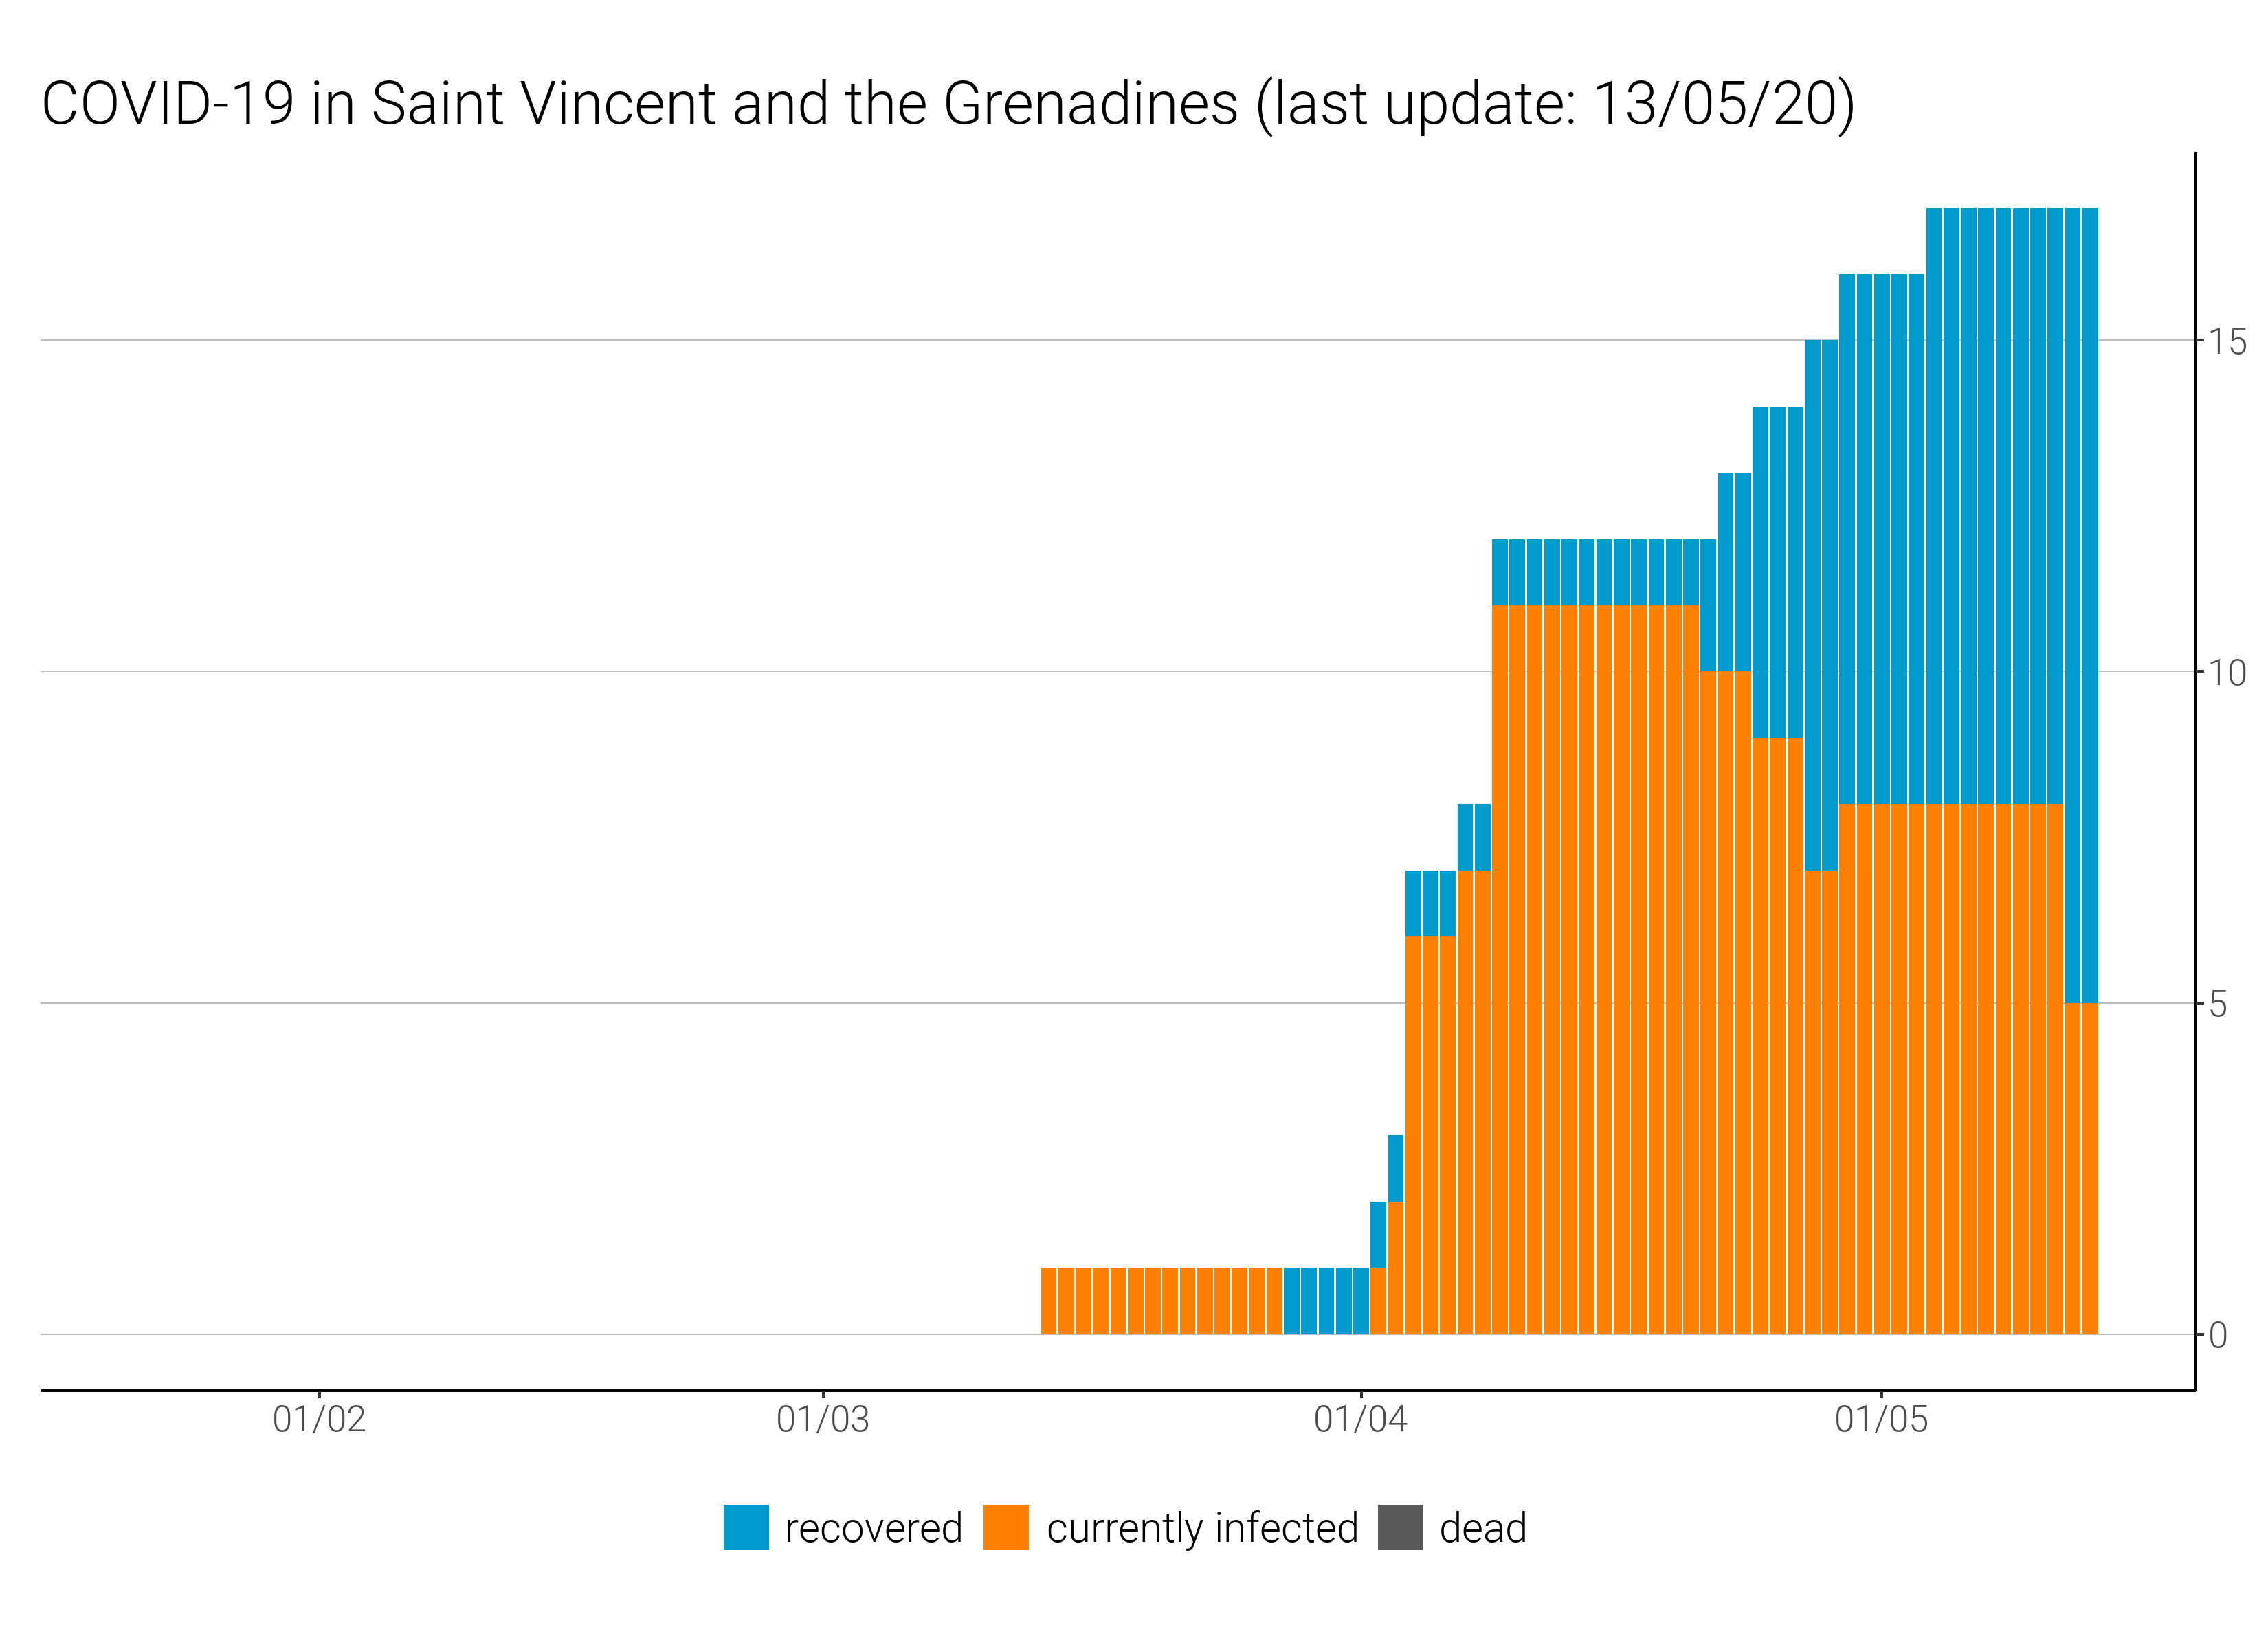 COVID-19 in Saint Vincent and the Grenadines (last update: 13/05/20)
15
10
5
0
01/02 01/03 01/04 01/05
recovered currently infected dead